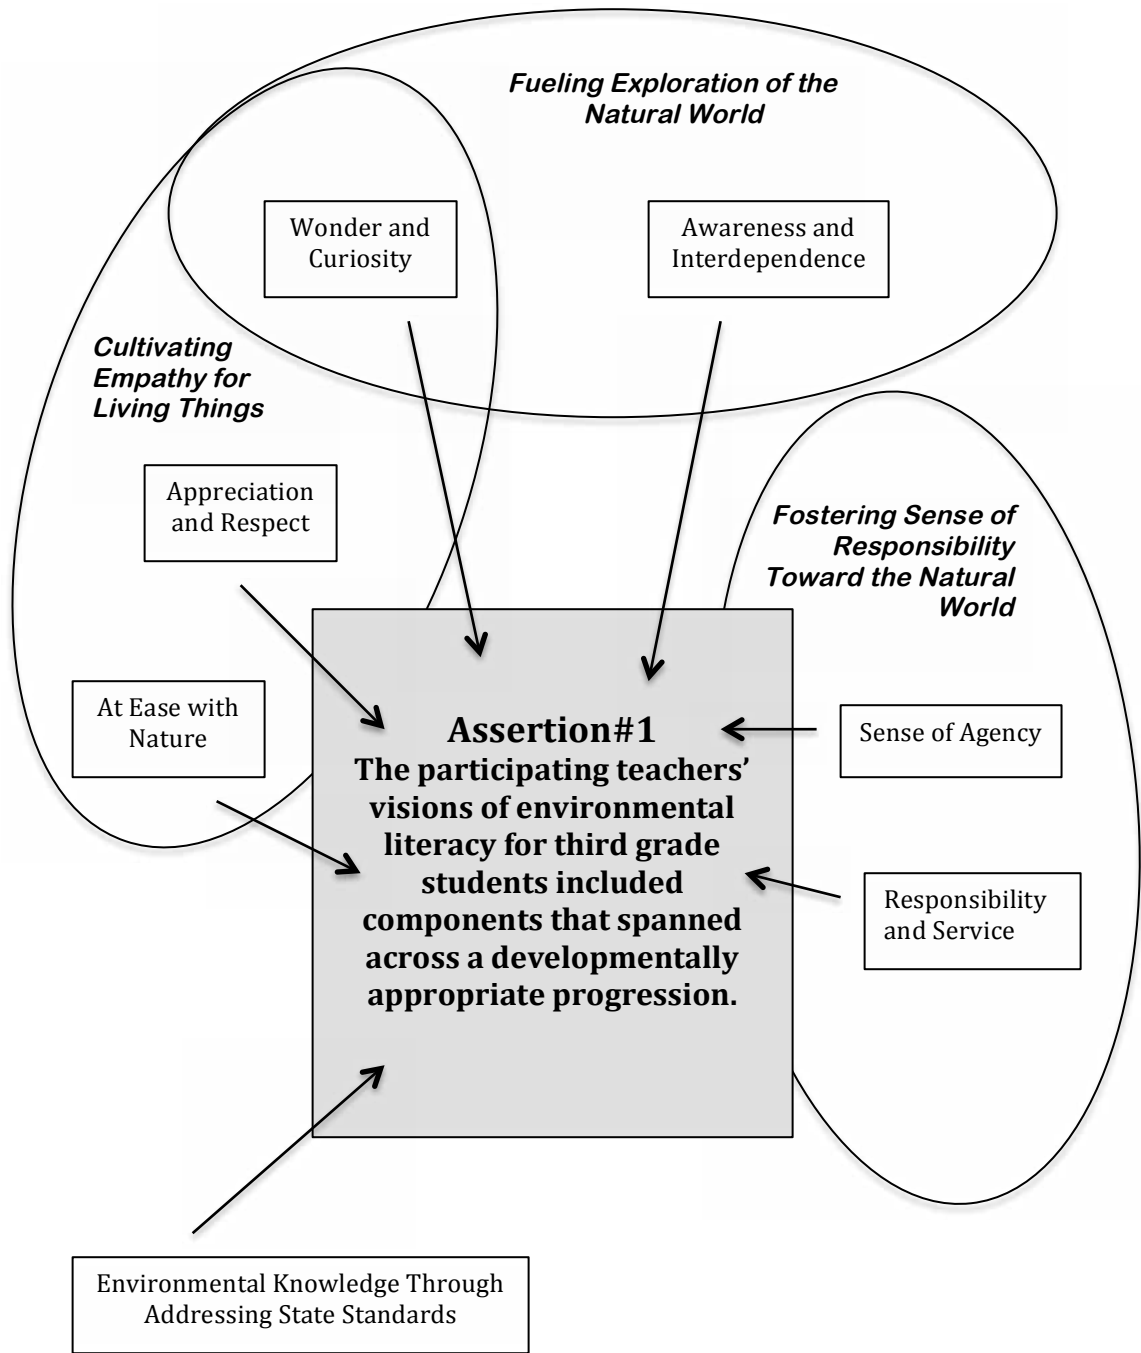 Fueling Exploration of the
Natural World
Wonder and
Curiosity
Awareness and
Interdependence
Cultivating
Empathy for
Living Things
Appreciation
and Respect
Fostering Sense of
Responsibility
Toward the Natural
World
At Ease with
Nature
Sense of Agency
Assertion#1
The participating teachers’
visions of environmental
literacy for third grade
students included
components that spanned
across a developmentally
appropriate progression.
Responsibility
and Service
Environmental Knowledge Through
Addressing State Standards